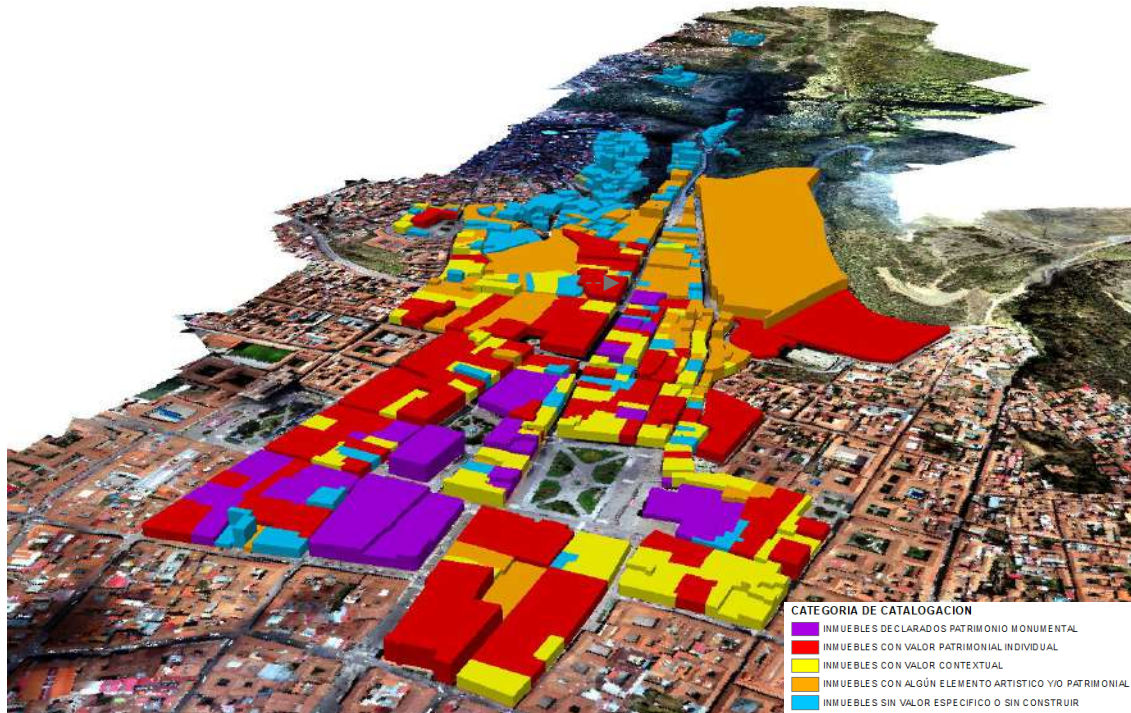 CATEGORIA DE CATALOGACION
INMUEBLES DECLARADOS PATRIMONIO MONUMENTAL
INMUEBLES CON VALOR PATRIMONIAL INDIVIDUAL
INMUEBLES CON VALOR CONTEXTUAL
INMUEBLES CON ALGÚN ELEMENTO ARTISTICO Y/O PATRIMONIAL
INMUEBLES SIN VALOR ESPECIFICO O SIN CONSTRUIR